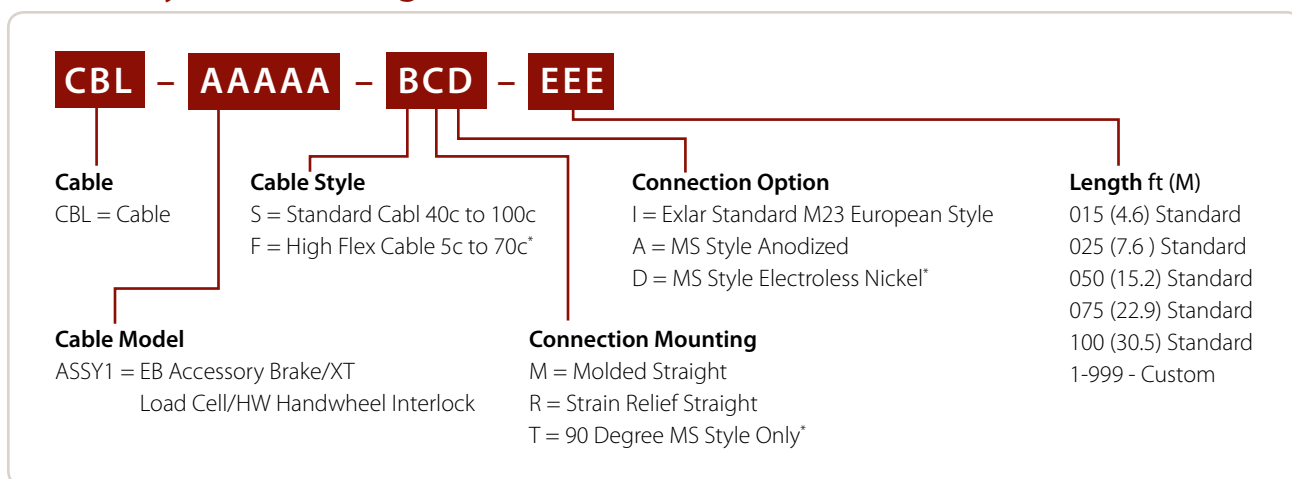 CBL – AAAAA – BCD – EEE
Cable
CBL = Cable
Cable Style
S = Standard Cabl 40c to 100c
F = High Flex Cable 5c to 70c*
Connection Option
I = Exlar Standard M23 European Style
A = MS Style Anodized
D = MS Style Electroless Nickel*
Length ft (M)
015 (4.6) Standard
025 (7.6 ) Standard
050 (15.2) Standard
075 (22.9) Standard
100 (30.5) Standard
1-999 - Custom
Cable Model
ASSY1 = EB Accessory Brake/XT
Load Cell/HW Handwheel Interlock
Connection Mounting
M = Molded Straight
R = Strain Relief Straight
T = 90 Degree MS Style Only*